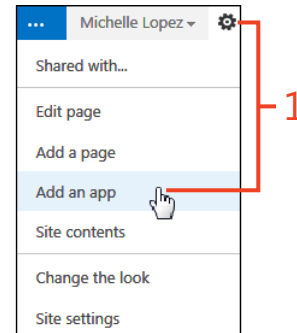 ... Michelle Lopez
Shared with...
Edit page
Add a page
Add an app
Site contents
Change the look
Site settings
1